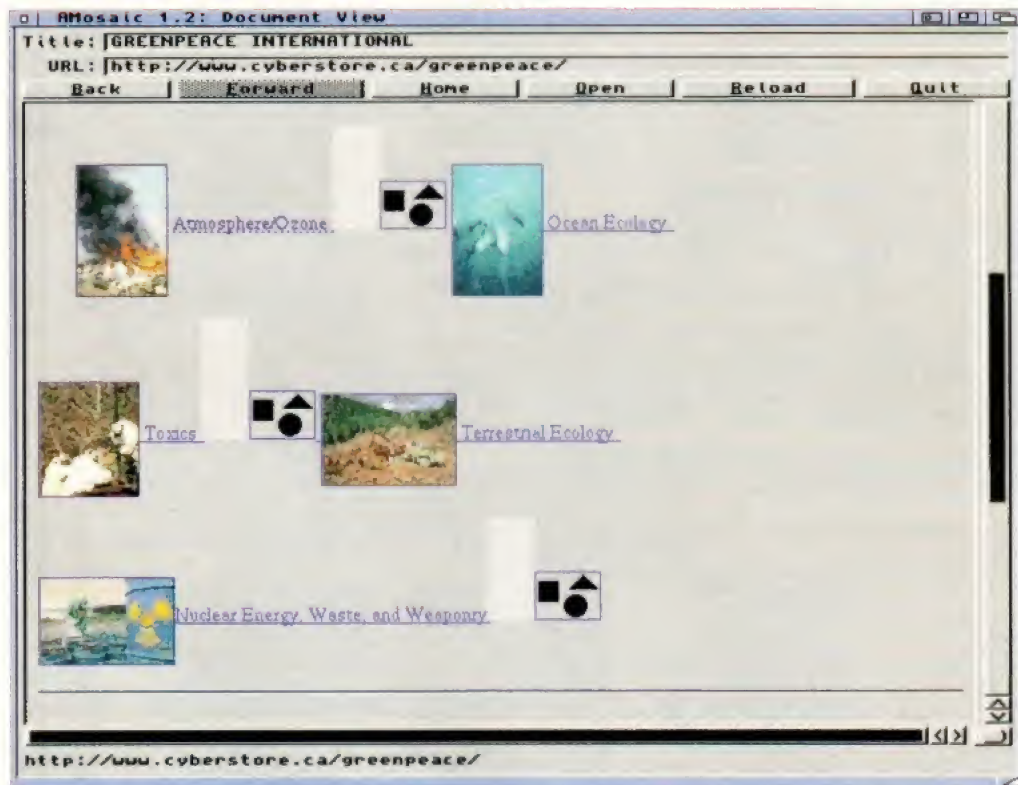 AMosaic 1.2: Document View
Title: GREENPEACE INTERNATIONAL
URL: http://www.cyberstore.ca/greenpeace/
Back Forward Home Open Reload Quit
Atmosphere/Ozone Ocean Ecology
Toxics Terrestrial Ecology
Nuclear Energy, Waste, and Weaponry
http://www.cyberstore.ca/greenpeace/